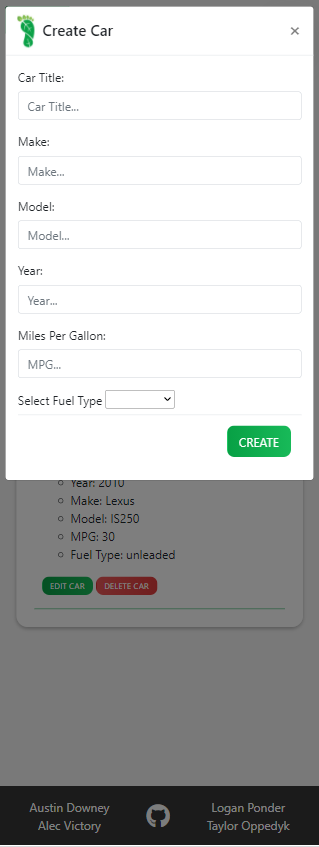 Create Car
×
Car Title:
Car Title...
Make:
Make...
Model:
Model...
Year:
Year...
Miles Per Gallon:
MPG...
Select Fuel Type
CREATE
Year: 2010
Make: Lexus
Model: IS250
MPG: 30
Fuel Type: unleaded
EDIT CAR DELETE CAR
Austin Downey Logan Ponder
Alec Victory Taylor Oppedyk